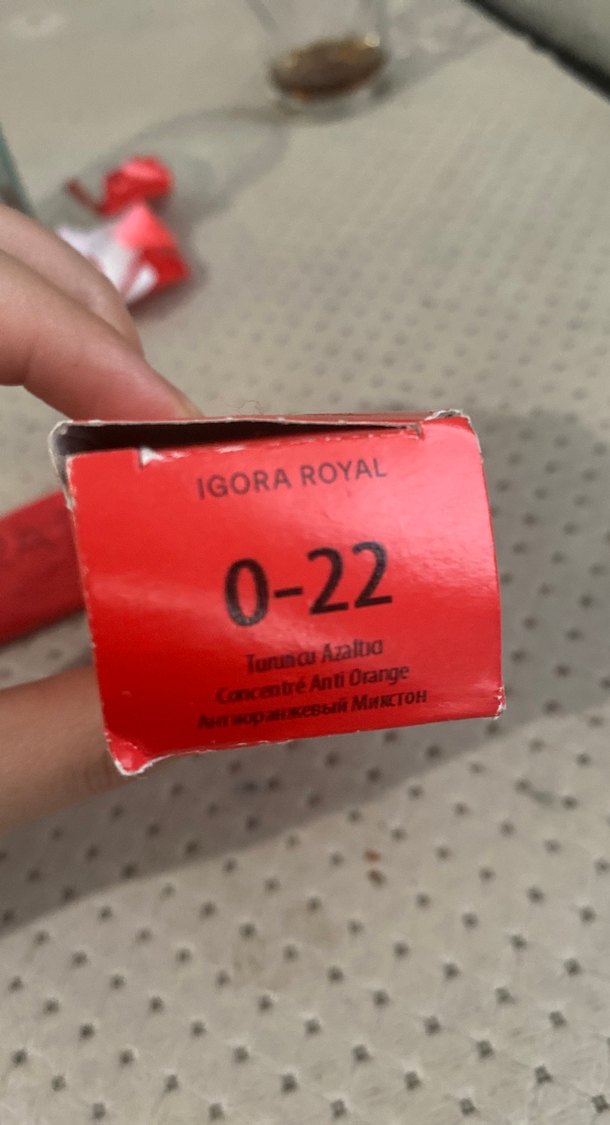 IGORA ROYAL
0-22
Turuncu Azaltıcı
Concentré Anti Orange
Антиоранжевый Микстон